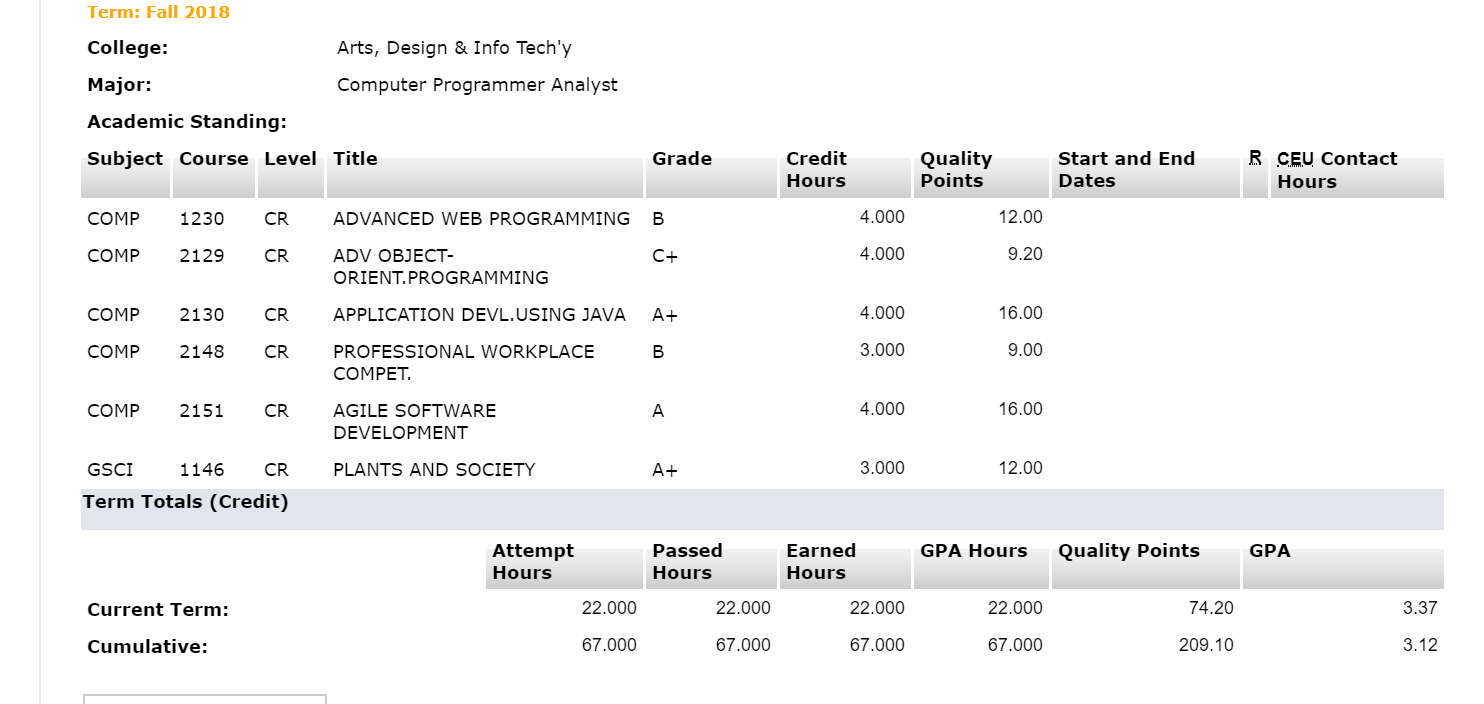 Term: Fall 2018
College: Arts, Design & Info Tech'y
Major: Computer Programmer Analyst
Academic Standing:
Subject Course Level Title Grade Credit Hours Quality Points Start and End Dates R CEU Contact Hours
COMP 1230 CR ADVANCED WEB PROGRAMMING B 4.000 12.00
COMP 2129 CR ADV OBJECT-ORIENT.PROGRAMMING C+ 4.000 9.20
COMP 2130 CR APPLICATION DEVL.USING JAVA A+ 4.000 16.00
COMP 2148 CR PROFESSIONAL WORKPLACE COMPET. B 3.000 9.00
COMP 2151 CR AGILE SOFTWARE DEVELOPMENT A 4.000 16.00
GSCI 1146 CR PLANTS AND SOCIETY A+ 3.000 12.00
Term Totals (Credit)
Attempt Hours Passed Hours Earned Hours GPA Hours Quality Points GPA
Current Term: 22.000 22.000 22.000 22.000 74.20 3.37
Cumulative: 67.000 67.000 67.000 67.000 209.10 3.12